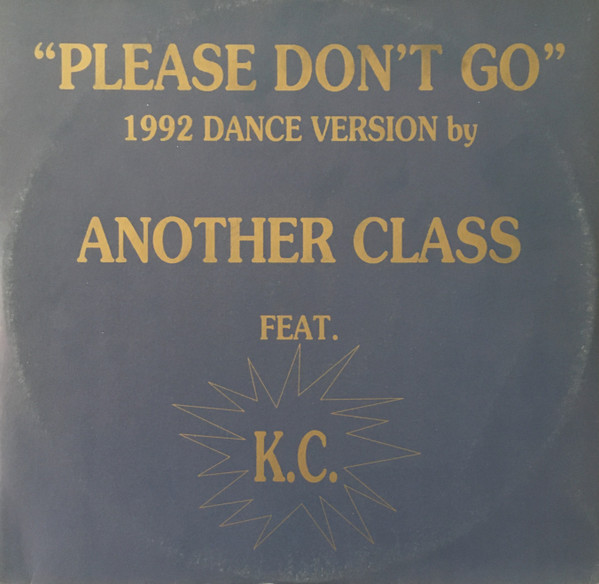 “PLEASE DON’T GO”
1992 DANCE VERSION by
ANOTHER CLASS
FEAT.
K.C.